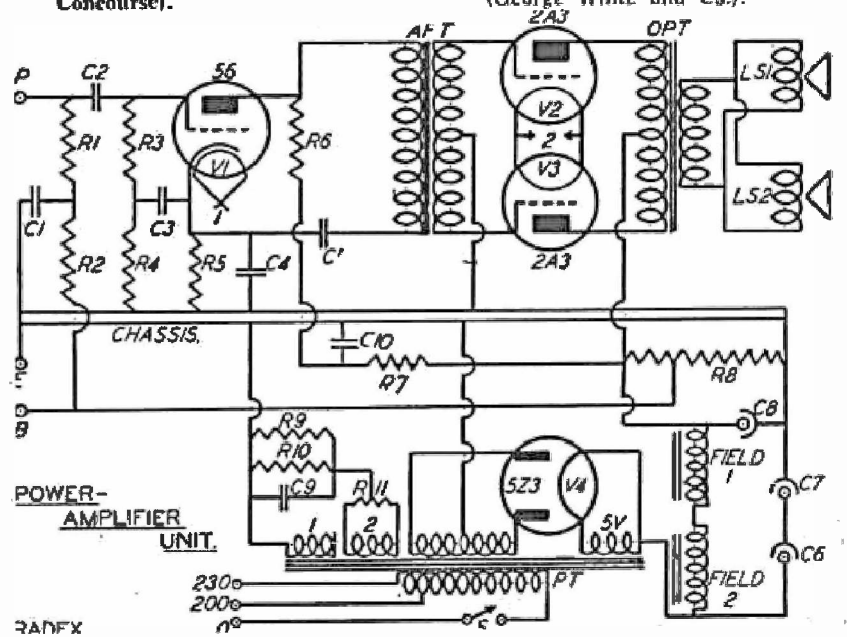 Concourse).
(George White and Co.).
2A3
AFT
OPT
P
C2
56
LS1
R1
R3
V1
R6
V2
2
V3
1
C1
C3
LS2
R2
R4
R5
C4
C'
2A3
CHASSIS.
C10
R7
R8
B
C8
R9
R10
C9
R11
5Z3
V4
FIELD
1
C7
POWER-
AMPLIFIER
UNIT.
1
2
5V
C6
FIELD
2
230
200
0
PT
S
RADEX